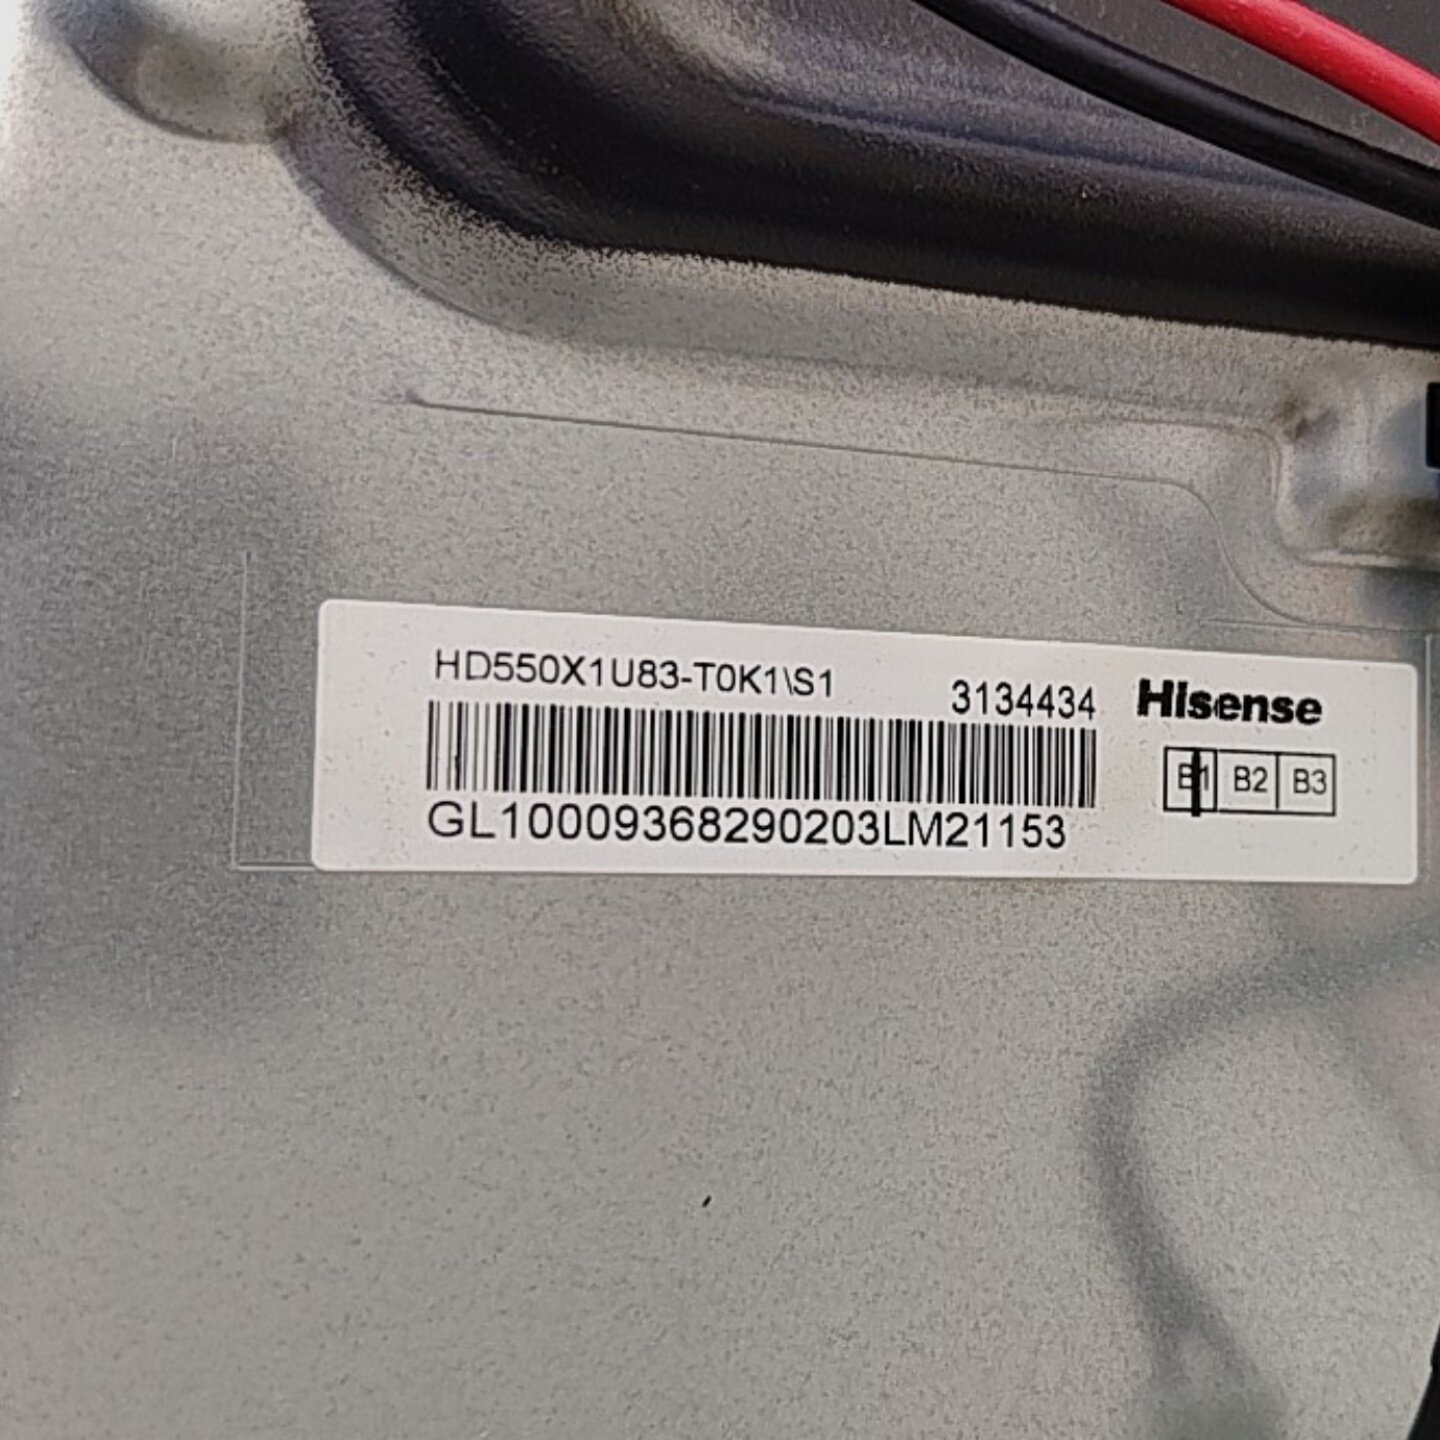 HD550X1U83-T0K1\S1
3134434
Hisense
B1 B2 B3
GL10009368290203LM21153